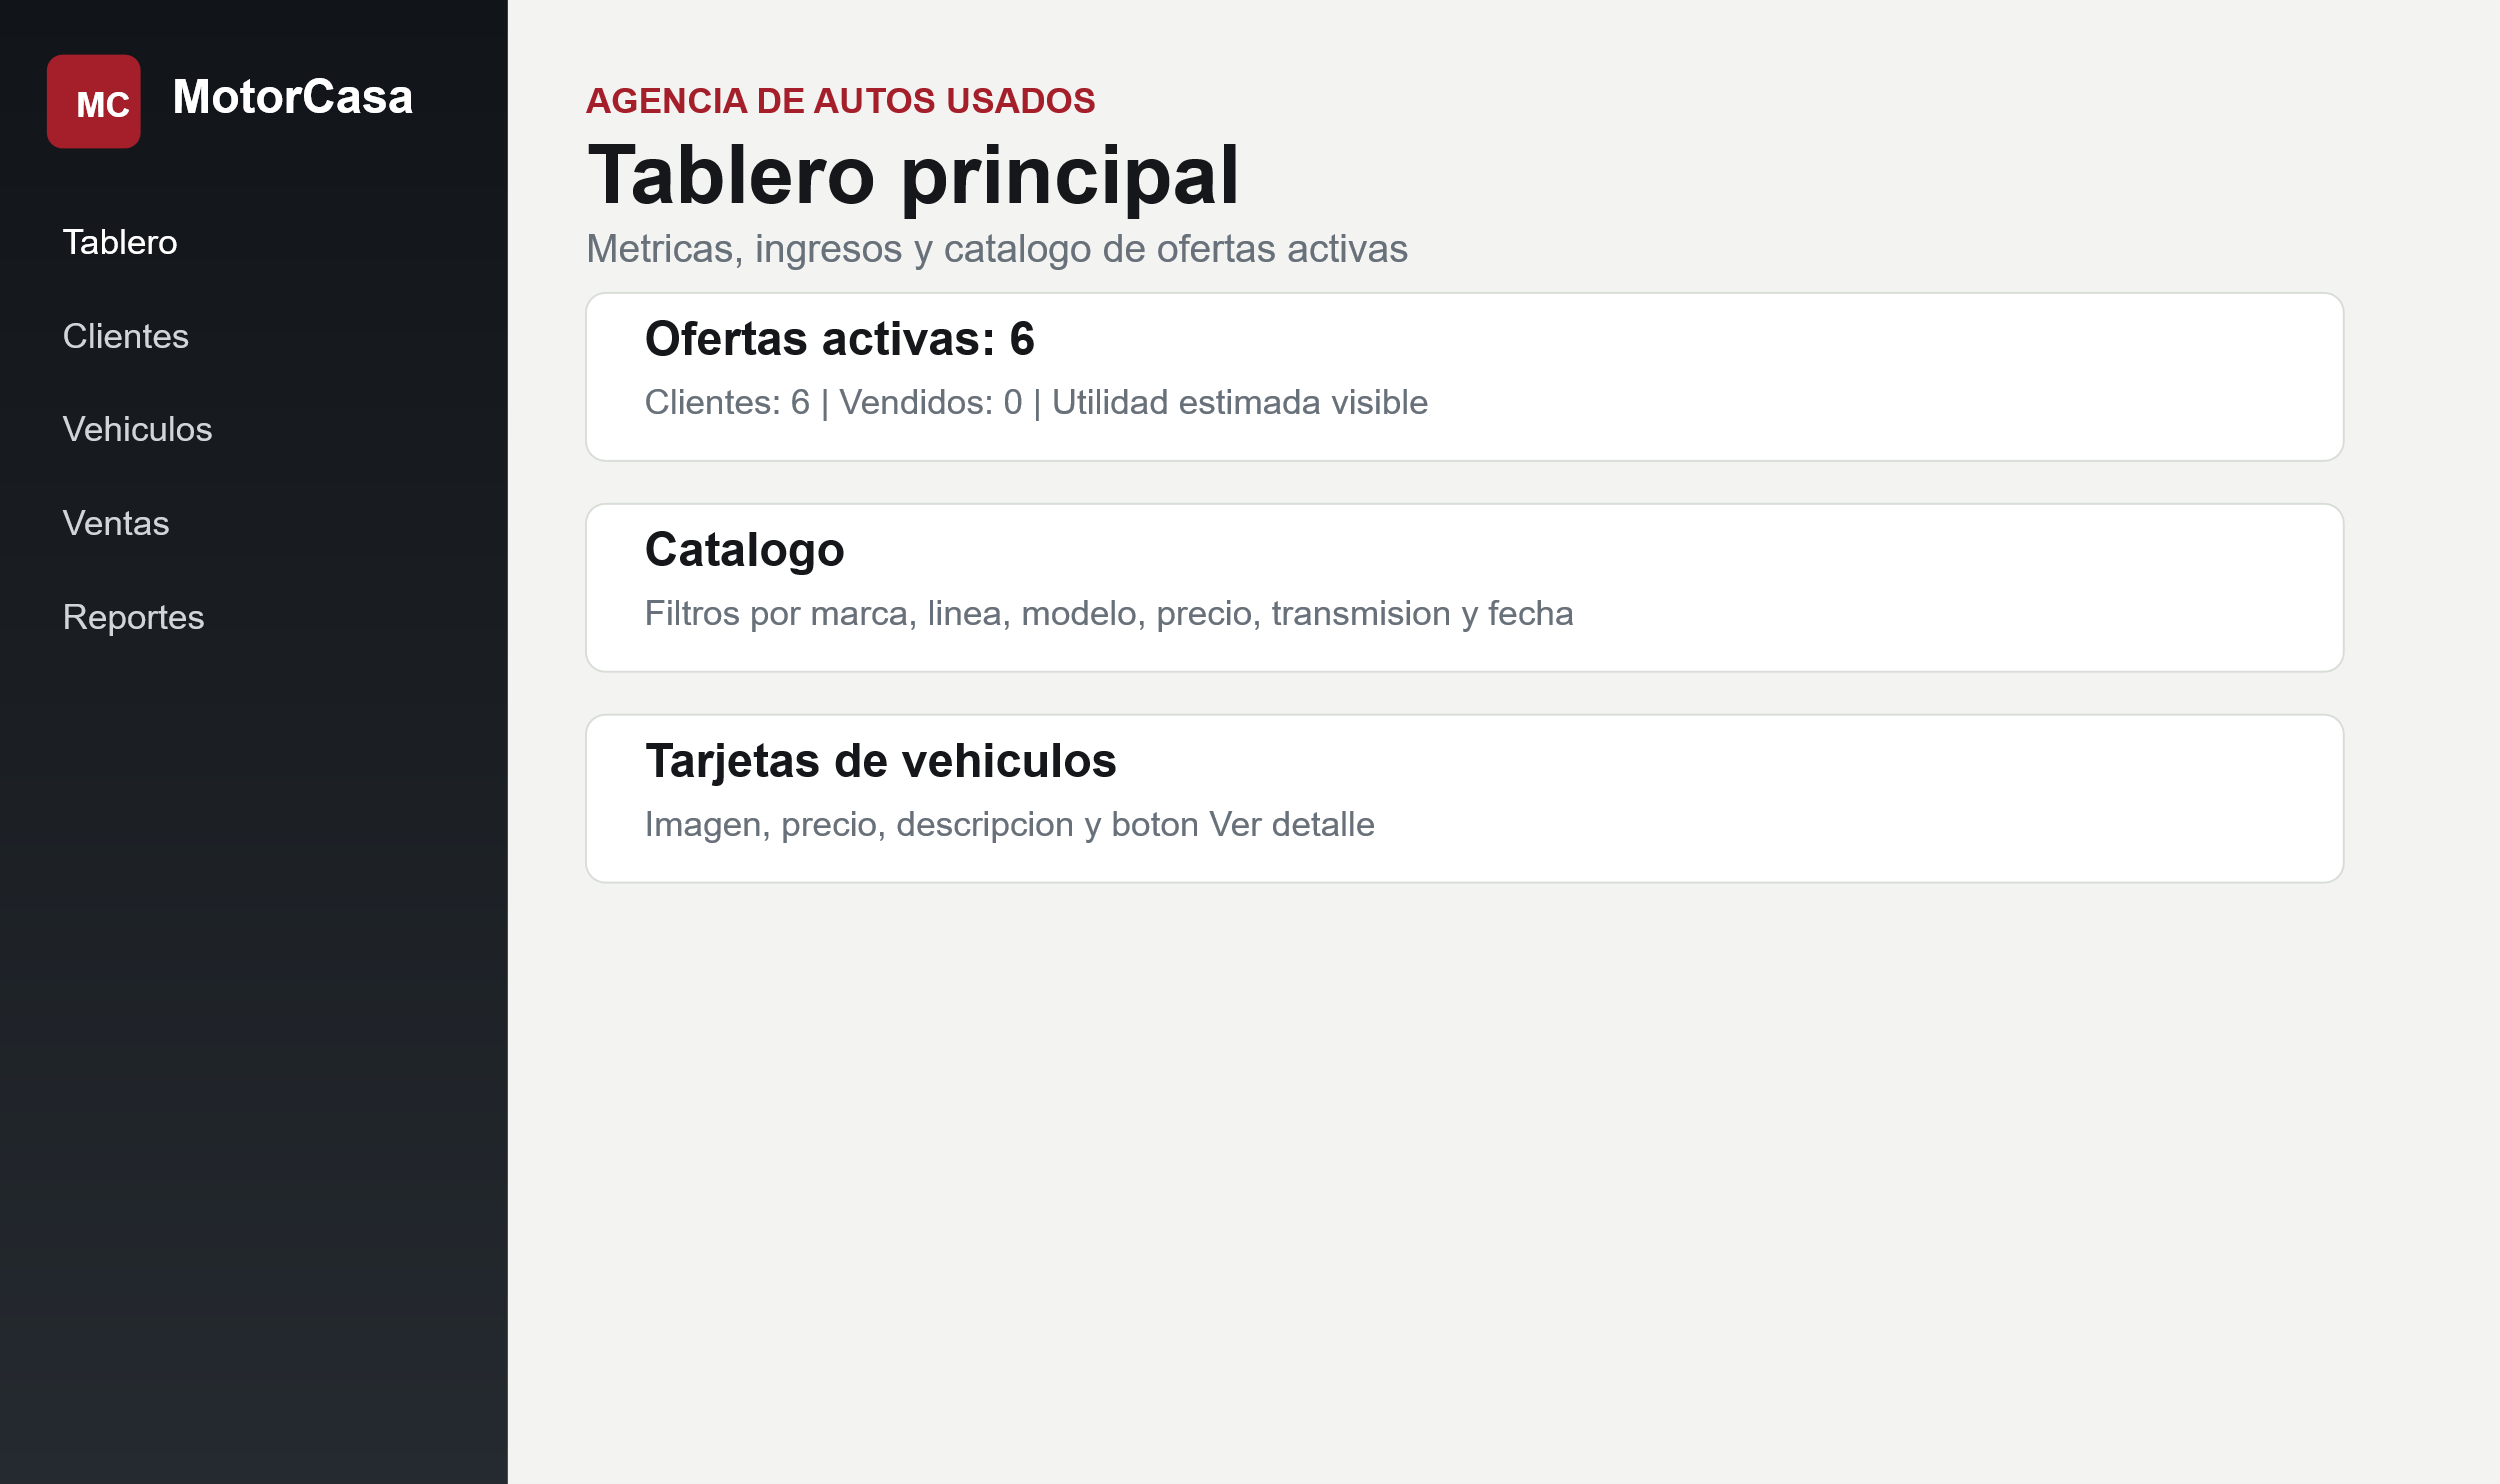 MC
MotorCasa
Tablero
Clientes
Vehiculos
Ventas
Reportes
AGENCIA DE AUTOS USADOS
Tablero principal
Metricas, ingresos y catalogo de ofertas activas
Ofertas activas: 6
Clientes: 6 | Vendidos: 0 | Utilidad estimada visible
Catalogo
Filtros por marca, linea, modelo, precio, transmision y fecha
Tarjetas de vehiculos
Imagen, precio, descripcion y boton Ver detalle